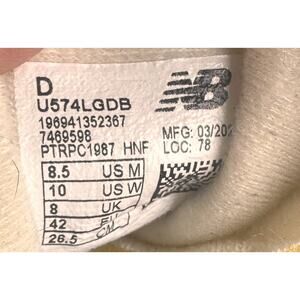 D
U574LGDB
196941352367
7469598
PTRPC1987 HNF
MFG: 03/202
LOC: 78
8.5 US M
10 US W
8 UK
42 EU
26.5 CM
NB